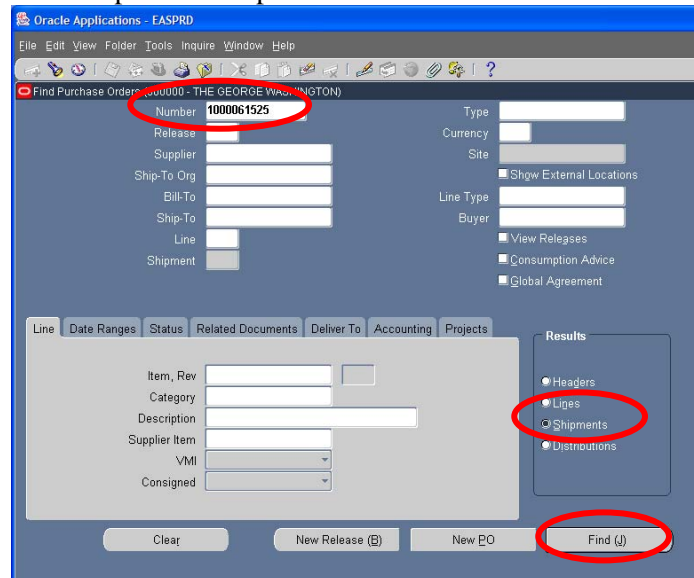 Oracle Applications - EASPRD
File Edit View Folder Tools Inquire Window Help
Find Purchase Orders (000000 - THE GEORGE WASHINGTON)
Number 1000061525 Type
Release Currency
Supplier Site
Ship-To Org Show External Locations
Bill-To Line Type
Ship-To Buyer
Line View Releases
Shipment Consumption Advice
Global Agreement
Line Date Ranges Status Related Documents Deliver To Accounting Projects
Results
Item, Rev
Headers
Category
Lines
Description
Shipments
Supplier Item
Distributions
VMI
Consigned
Clear New Release (B) New PO Find (J)